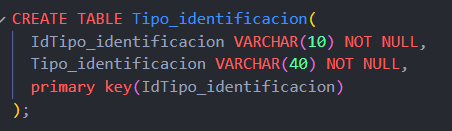 CREATE TABLE Tipo_identificacion(
IdTipo_identificacion VARCHAR(10) NOT NULL,
Tipo_identificacion VARCHAR(40) NOT NULL,
primary key(IdTipo_identificacion)
);